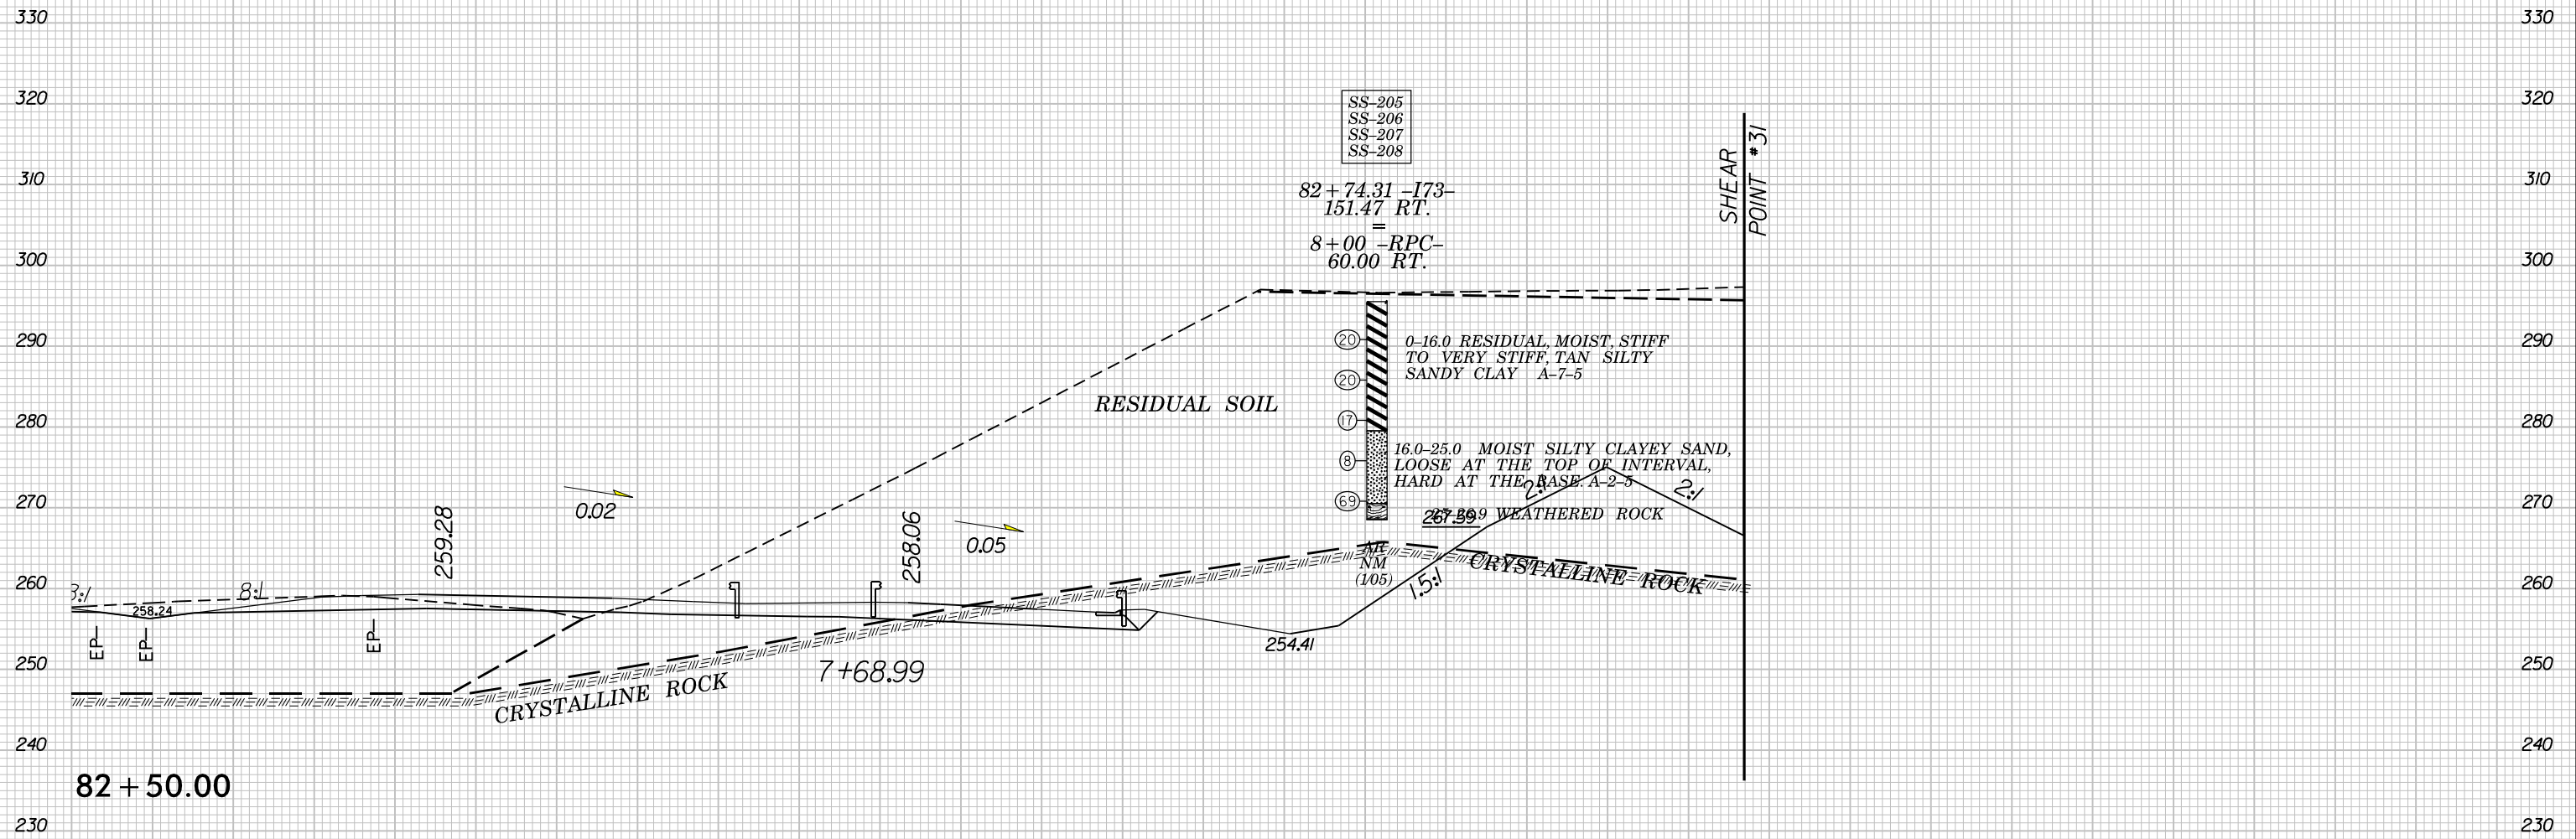 330
330
320
320
SS-205
SS-206
SS-207
SS-208
SHEAR
POINT #31
310
310
82+74.31 -I73-
151.47 RT.
=
8+00 -RPC-
60.00 RT.
300
300
290
290
20
0-16.0 RESIDUAL, MOIST, STIFF
TO VERY STIFF, TAN SILTY
SANDY CLAY A-7-5
20
RESIDUAL SOIL
280
280
17
16.0-25.0 MOIST SILTY CLAYEY SAND,
LOOSE AT THE TOP OF INTERVAL,
HARD AT THE BASE. A-2-5
8
2:1
2:1
270
270
69
0.02
259.28
258.06
0.05
267.59
WEATHERED ROCK
AR
NM
(1/05)
CRYSTALLINE ROCK
1.5:1
260
260
8:1
258.24
EP
EP
EP
254.41
250
250
7+68.99
CRYSTALLINE ROCK
240
240
82+50.00
230
230